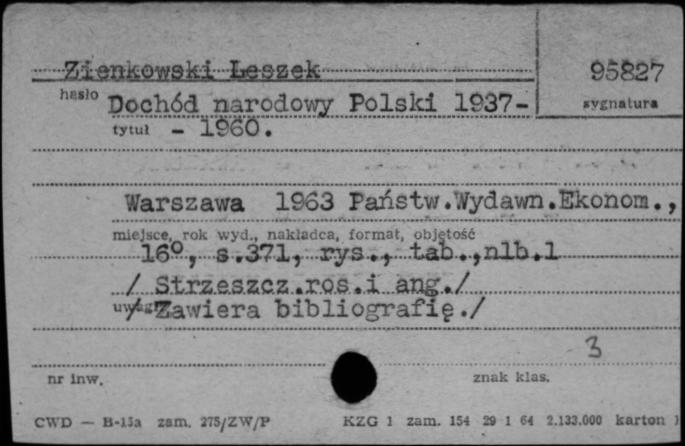 Zienkowski Leszek
95827
hasło
sygnatura
Dochód narodowy Polski 1937-
tytuł
- 1960.
Warszawa 1963 Państw.Wydawn.Ekonom.,
miejsce, rok wyd., nakładca, format, objętość
16°, s.371, rys., tab.,nlb.1
/ Strzeszcz.ros.i ang./
uwagi
/Zawiera bibliografię./
3
nr inw.
znak klas.
CWD — B-15a zam. 275/ZW/P
KZG 1 zam. 154 29 1 64 2.133.000 karton